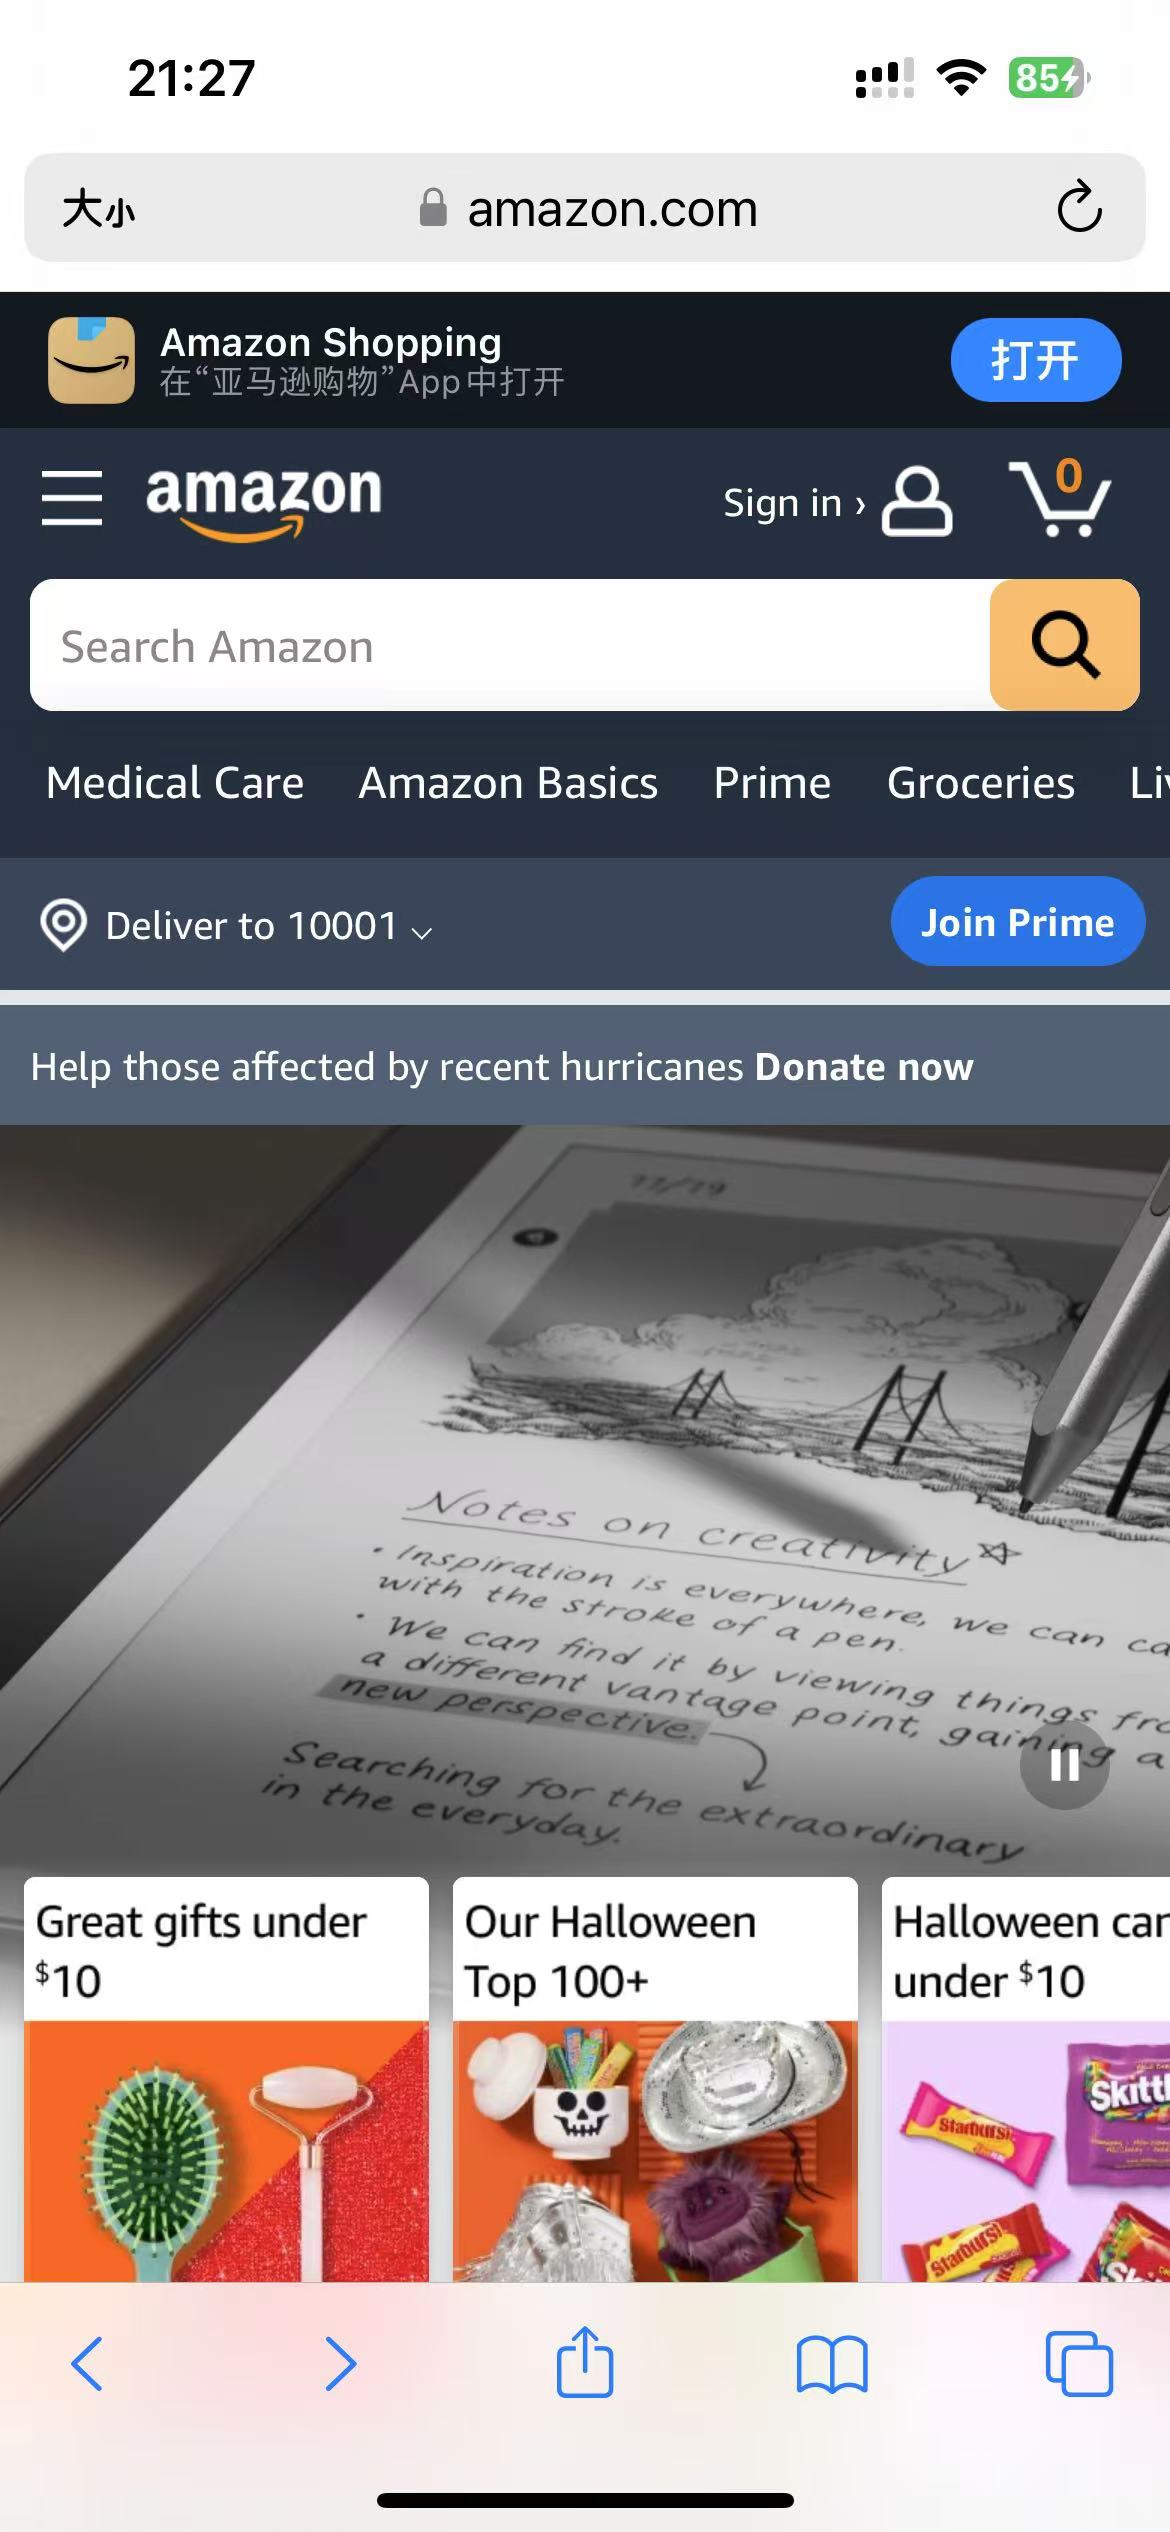 21:27
85
大小
amazon.com
Amazon Shopping
在“亚马逊购物”App中打开
打开
amazon
Sign in ›
0
Search Amazon
Medical Care
Amazon Basics
Prime
Groceries
Deliver to 10001
Join Prime
Help those affected by recent hurricanes Donate now
11/19
Notes on creativity
• Inspiration is everywhere, we can
with the stroke of a pen.
• We can find it by viewing things
a different vantage point, gaining a
new perspective.
Searching for the extraordinary
in the everyday.
Great gifts under
$10
Our Halloween
Top 100+
Halloween
under $10
Starburst
Starburst